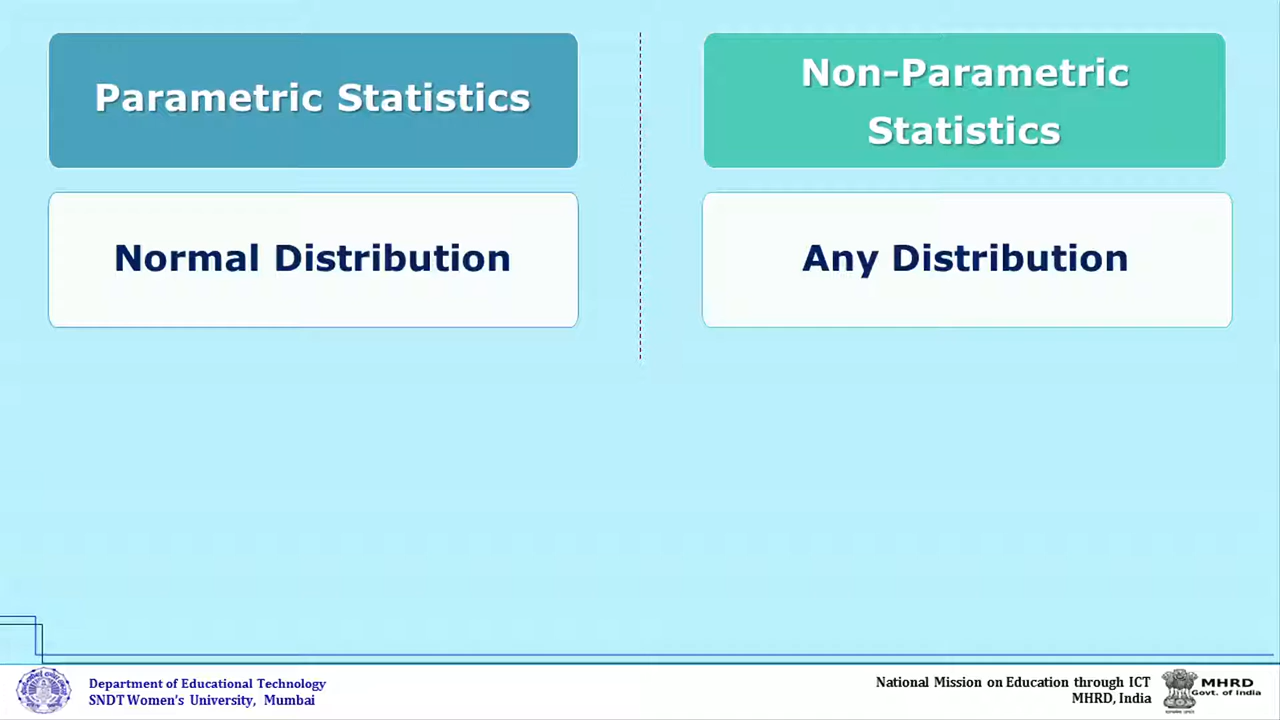 Parametric Statistics
Non-Parametric
Statistics
Normal Distribution
Any Distribution
Department of Educational Technology
SNDT Women's University, Mumbai
National Mission on Education through ICT
MHRD, India
MHRD
Govt. of India